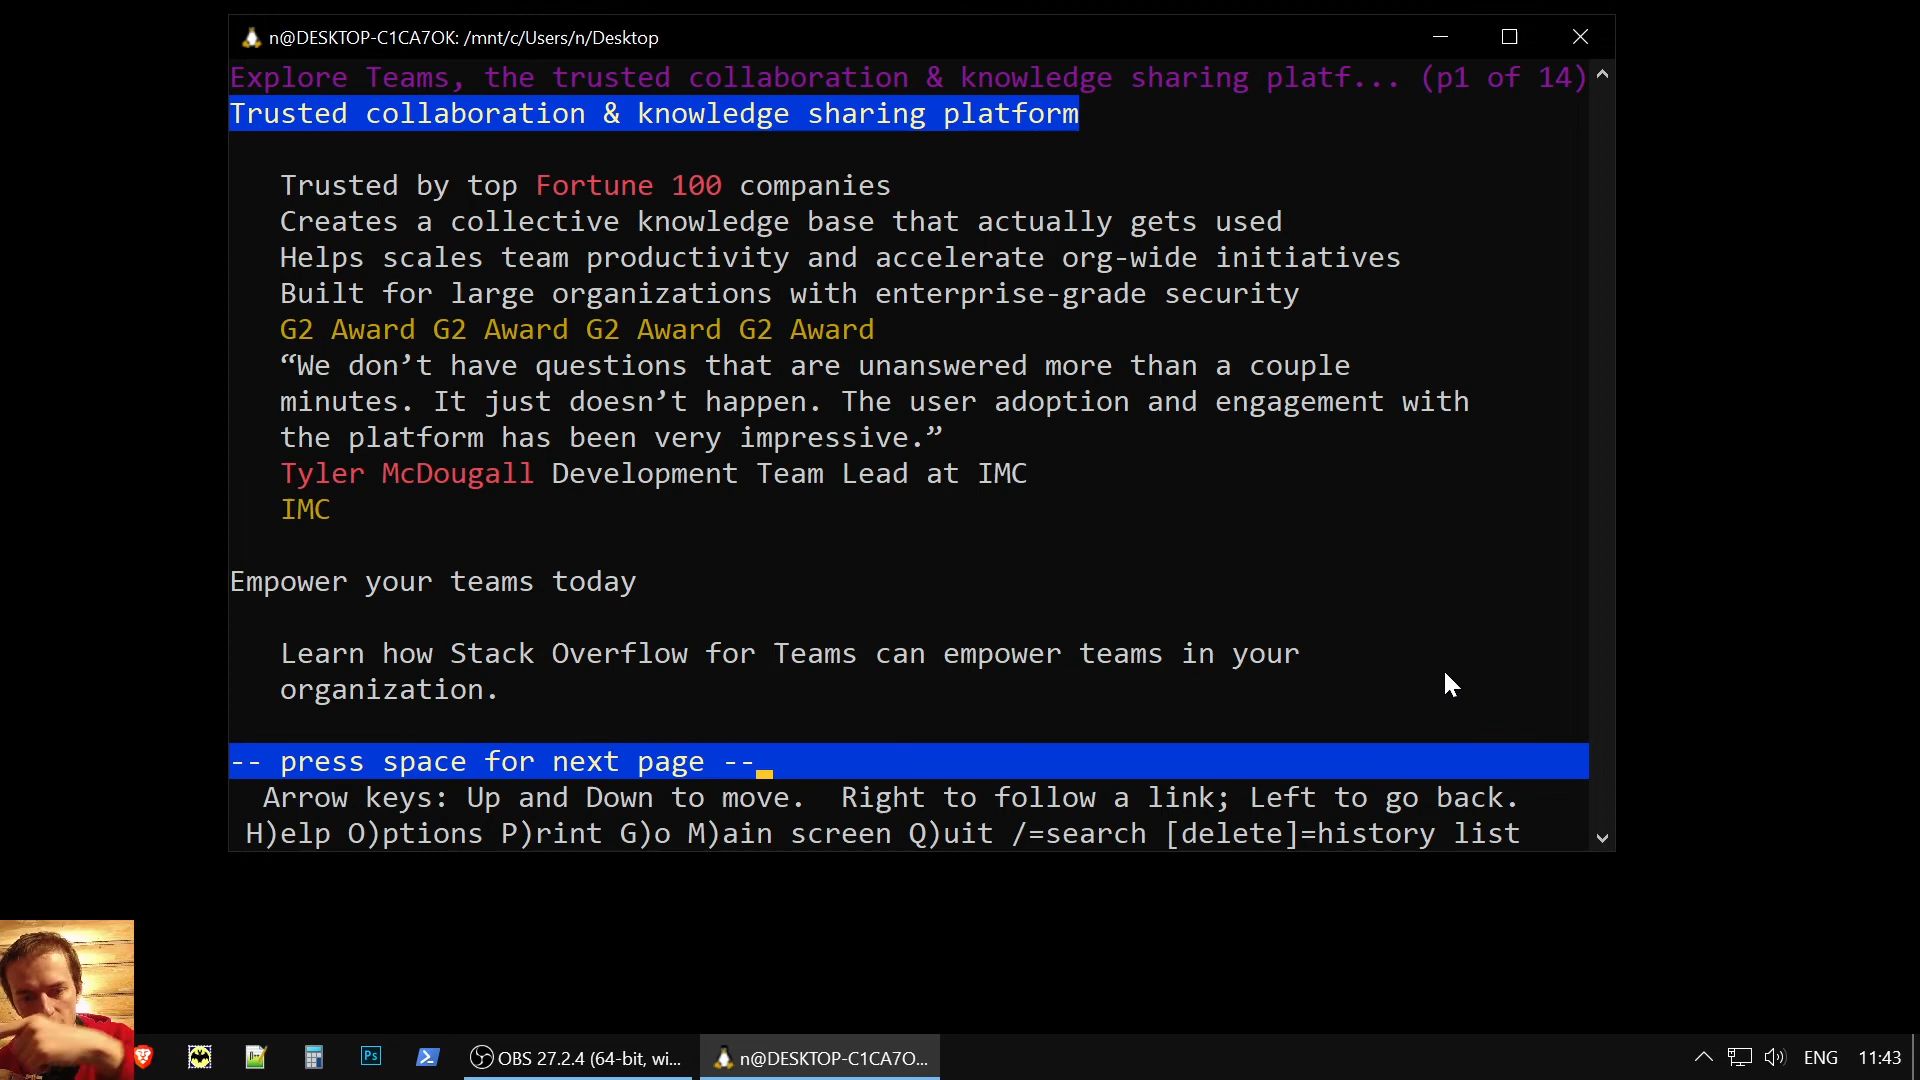 n@DESKTOP-C1CA7OK: /mnt/c/Users/n/Desktop
Explore Teams, the trusted collaboration & knowledge sharing platf... (p1 of 14)
Trusted collaboration & knowledge sharing platform
Trusted by top Fortune 100 companies
Creates a collective knowledge base that actually gets used
Helps scales team productivity and accelerate org-wide initiatives
Built for large organizations with enterprise-grade security
G2 Award G2 Award G2 Award G2 Award
“We don’t have questions that are unanswered more than a couple
minutes. It just doesn’t happen. The user adoption and engagement with
the platform has been very impressive.”
Tyler McDougall Development Team Lead at IMC
IMC
Empower your teams today
Learn how Stack Overflow for Teams can empower teams in your
organization.
-- press space for next page --
Arrow keys: Up and Down to move.  Right to follow a link; Left to go back.
H)elp O)ptions P)rint G)o M)ain screen Q)uit /=search [delete]=history list
Ps OBS 27.2.4 (64-bit, wi... n@DESKTOP-C1CA7O... ENG 11:43